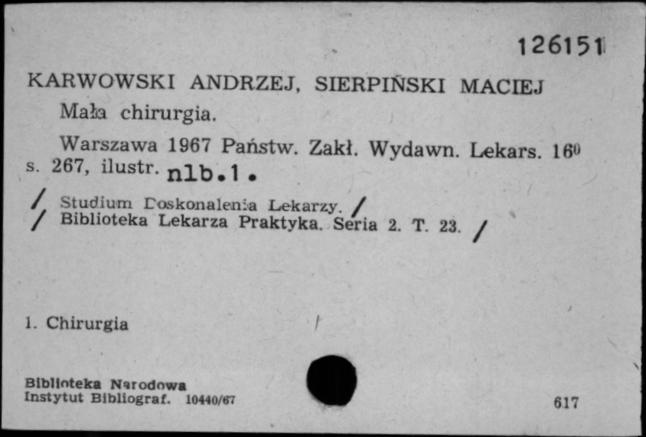 126151
KARWOWSKI ANDRZEJ, SIERPIŃSKI MACIEJ
Mała chirurgia.
Warszawa 1967 Państw. Zakł. Wydawn. Lekars. 16⁰
s. 267, ilustr. nlb.1.
/ Studium Doskonalenia Lekarzy. /
/ Biblioteka Lekarza Praktyka. Seria 2. T. 23. /
1. Chirurgia
Biblioteka Narodowa
Instytut Bibliograf. 10440/67
617